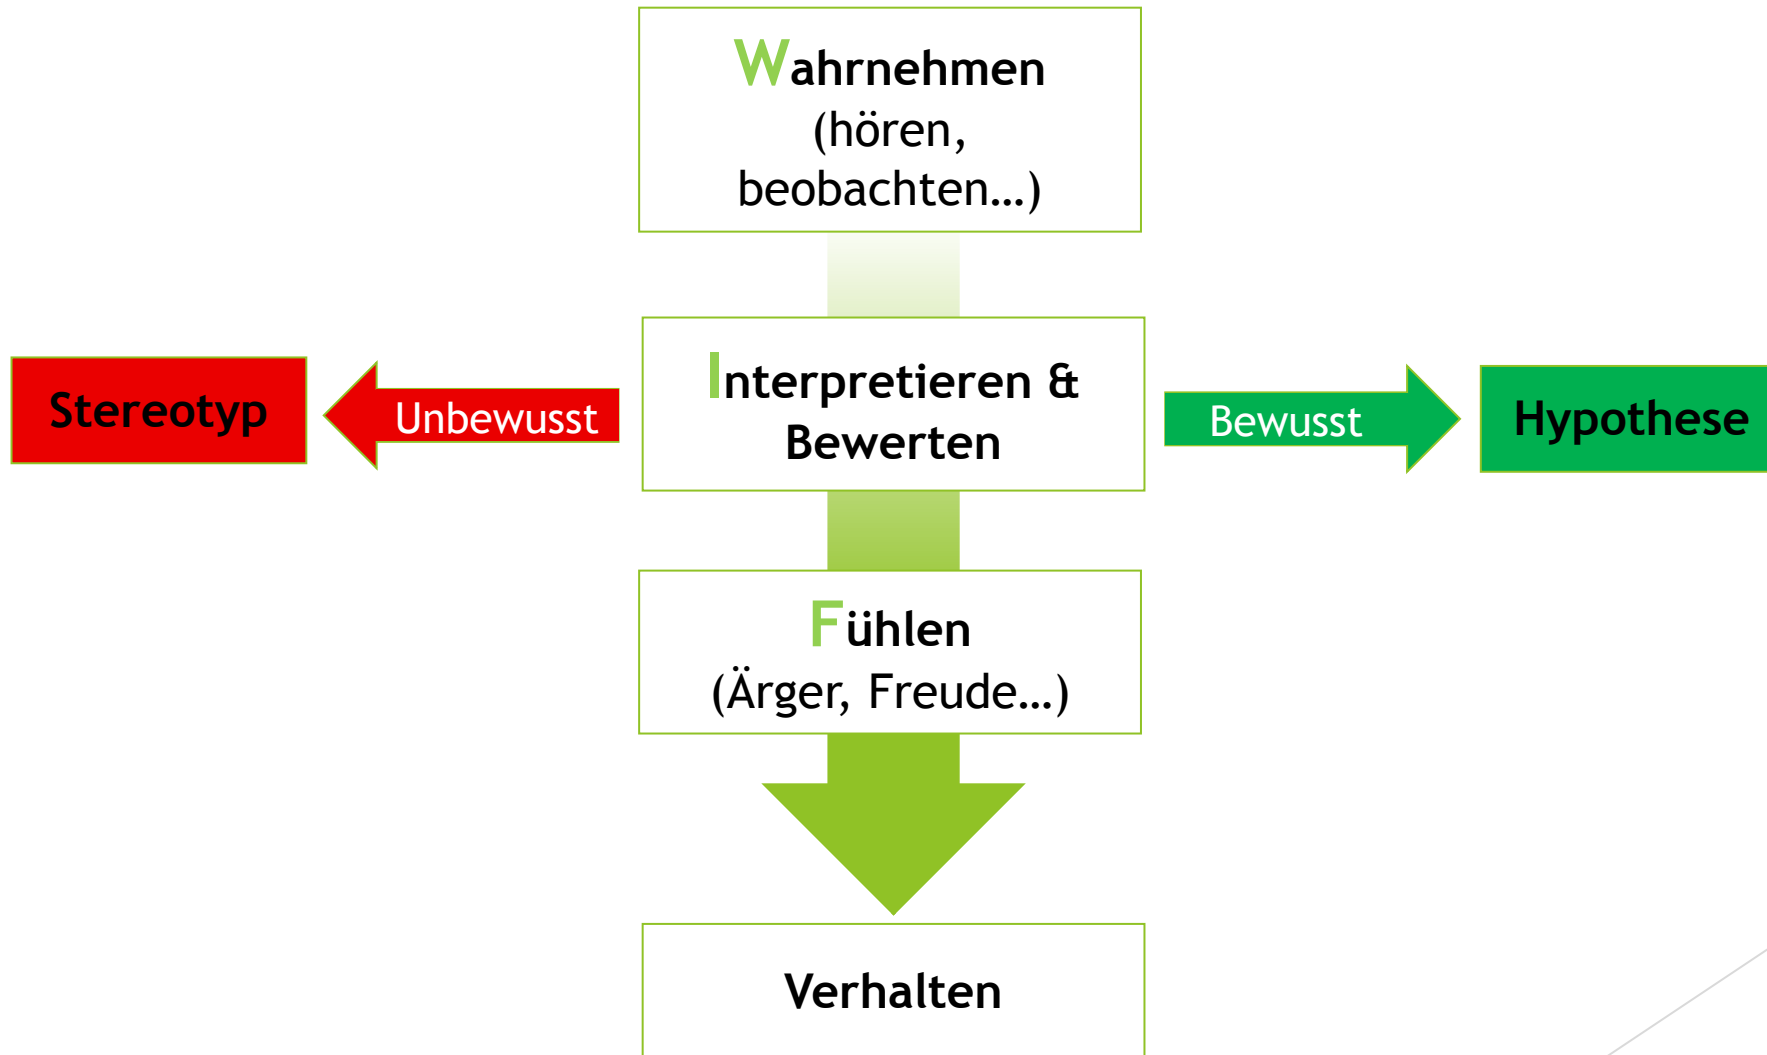 Wahrnehmen
(hören,
beobachten…)
Interpretieren &
Bewerten
Stereotyp
Unbewusst
Bewusst
Hypothese
Fühlen
(Ärger, Freude…)
Verhalten